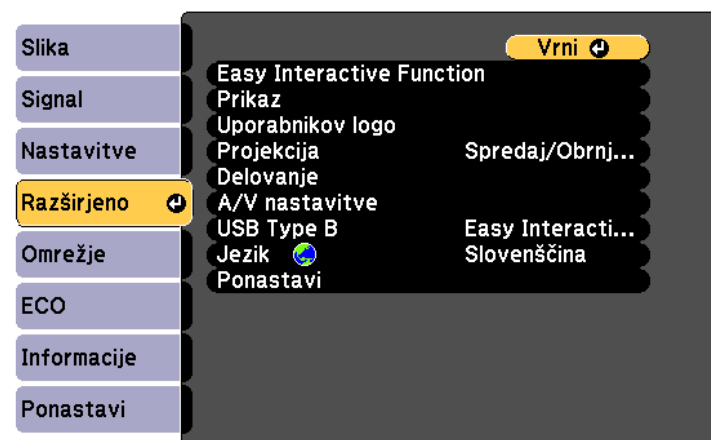 Slika
Signal
Nastavitve
Razširjeno
Omrežje
ECO
Informacije
Ponastavi
Vrni
Easy Interactive Function
Prikaz
Uporabnikov logo
Projekcija Spredaj/Obrnj...
Delovanje
A/V nastavitve
USB Type B Easy Interacti...
Jezik Slovenščina
Ponastavi